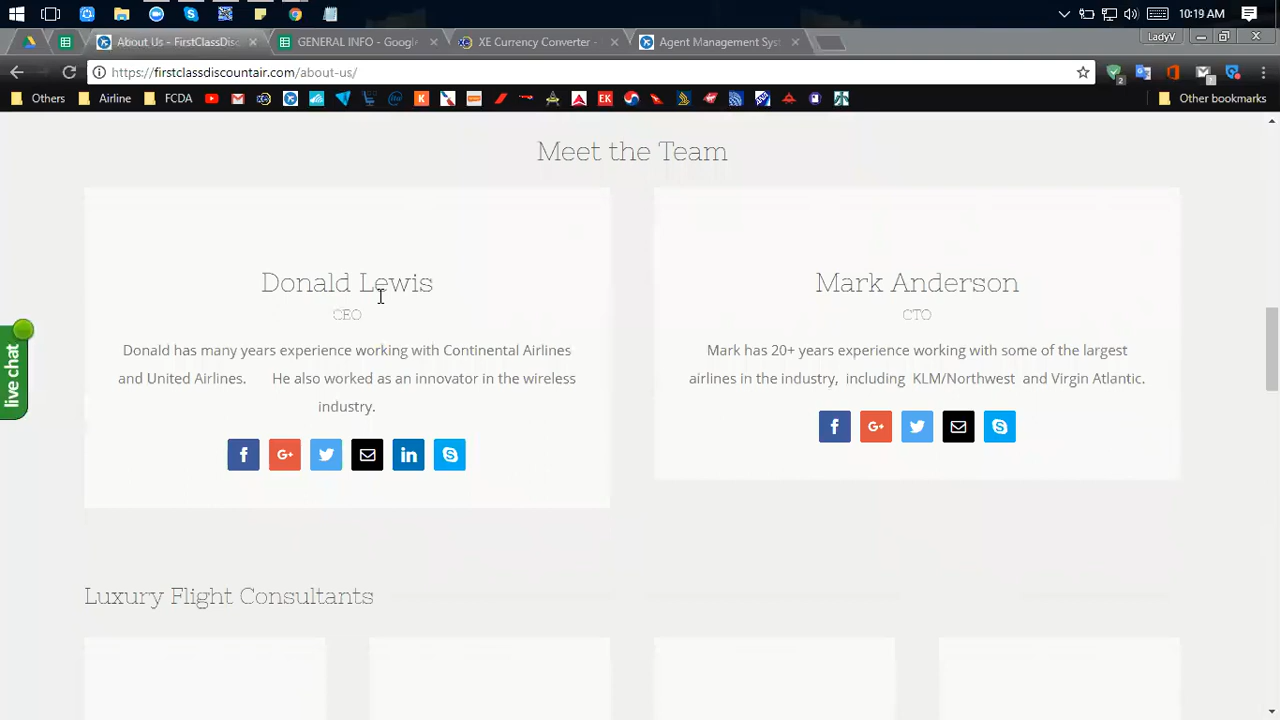 10:19 AM
About Us - FirstClassDisc
GENERAL INFO - Google
XE Currency Converter -
Agent Management Syst
LadyV
https://firstclassdiscountair.com/about-us/
Others
Airline
FCDA
EK
Other bookmarks
Meet the Team
Donald Lewis
CEO
Donald has many years experience working with Continental Airlines
and United Airlines. He also worked as an innovator in the wireless
industry.
Mark Anderson
CTO
Mark has 20+ years experience working with some of the largest
airlines in the industry, including KLM/Northwest and Virgin Atlantic.
live chat
Luxury Flight Consultants